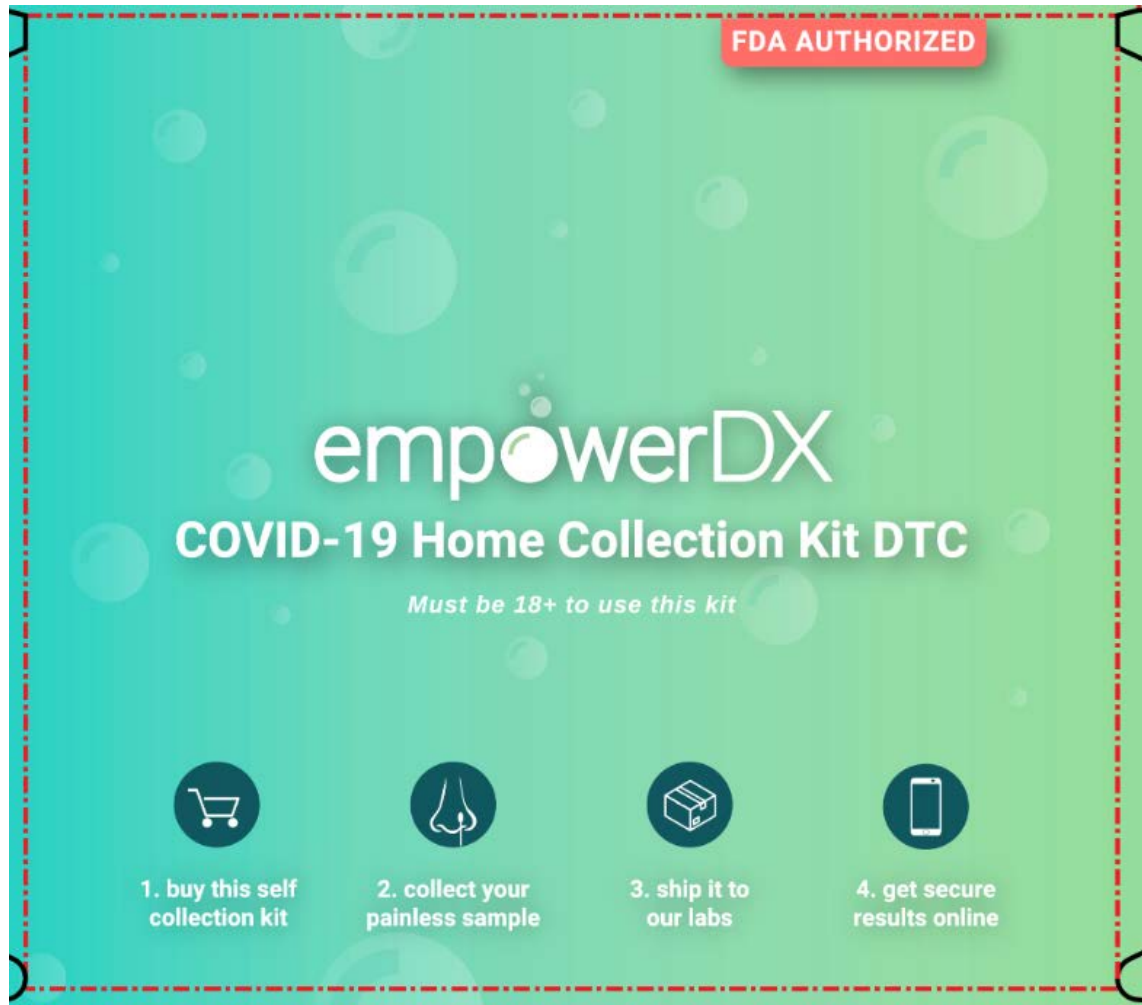 FDA AUTHORIZED
empowerDX
COVID-19 Home Collection Kit DTC
Must be 18+ to use this kit
1. buy this self
collection kit
2. collect your
painless sample
3. ship it to
our labs
4. get secure
results online